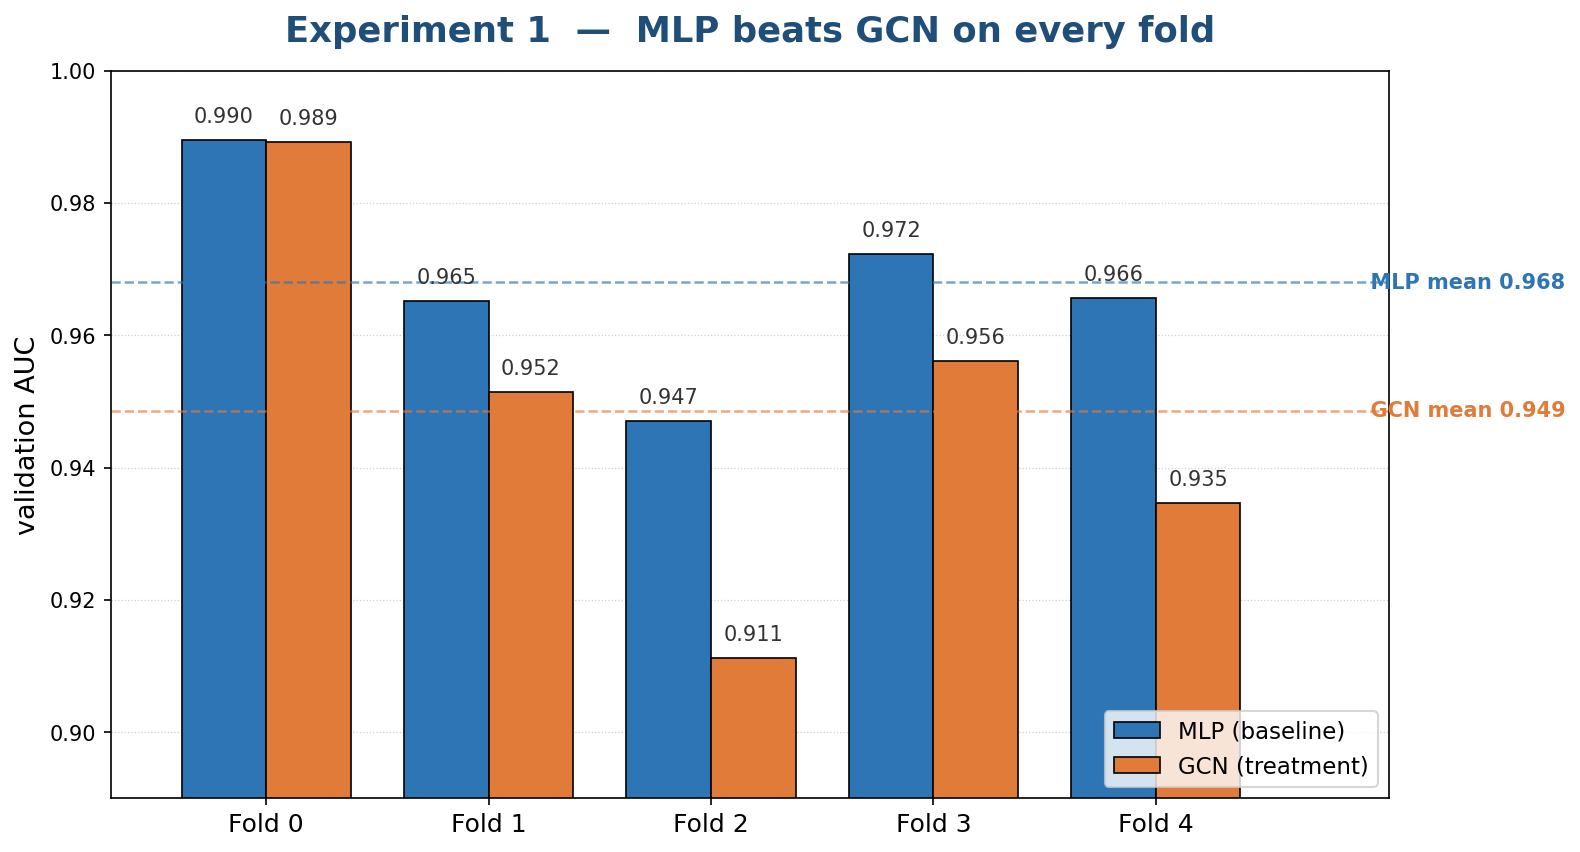 Experiment 1 — MLP beats GCN on every fold
validation AUC
1.00
0.98
0.96
0.94
0.92
0.90
0.990
0.989
0.965
0.952
0.947
0.911
0.972
0.956
0.966
0.935
MLP mean 0.968
GCN mean 0.949
MLP (baseline)
GCN (treatment)
Fold 0
Fold 1
Fold 2
Fold 3
Fold 4